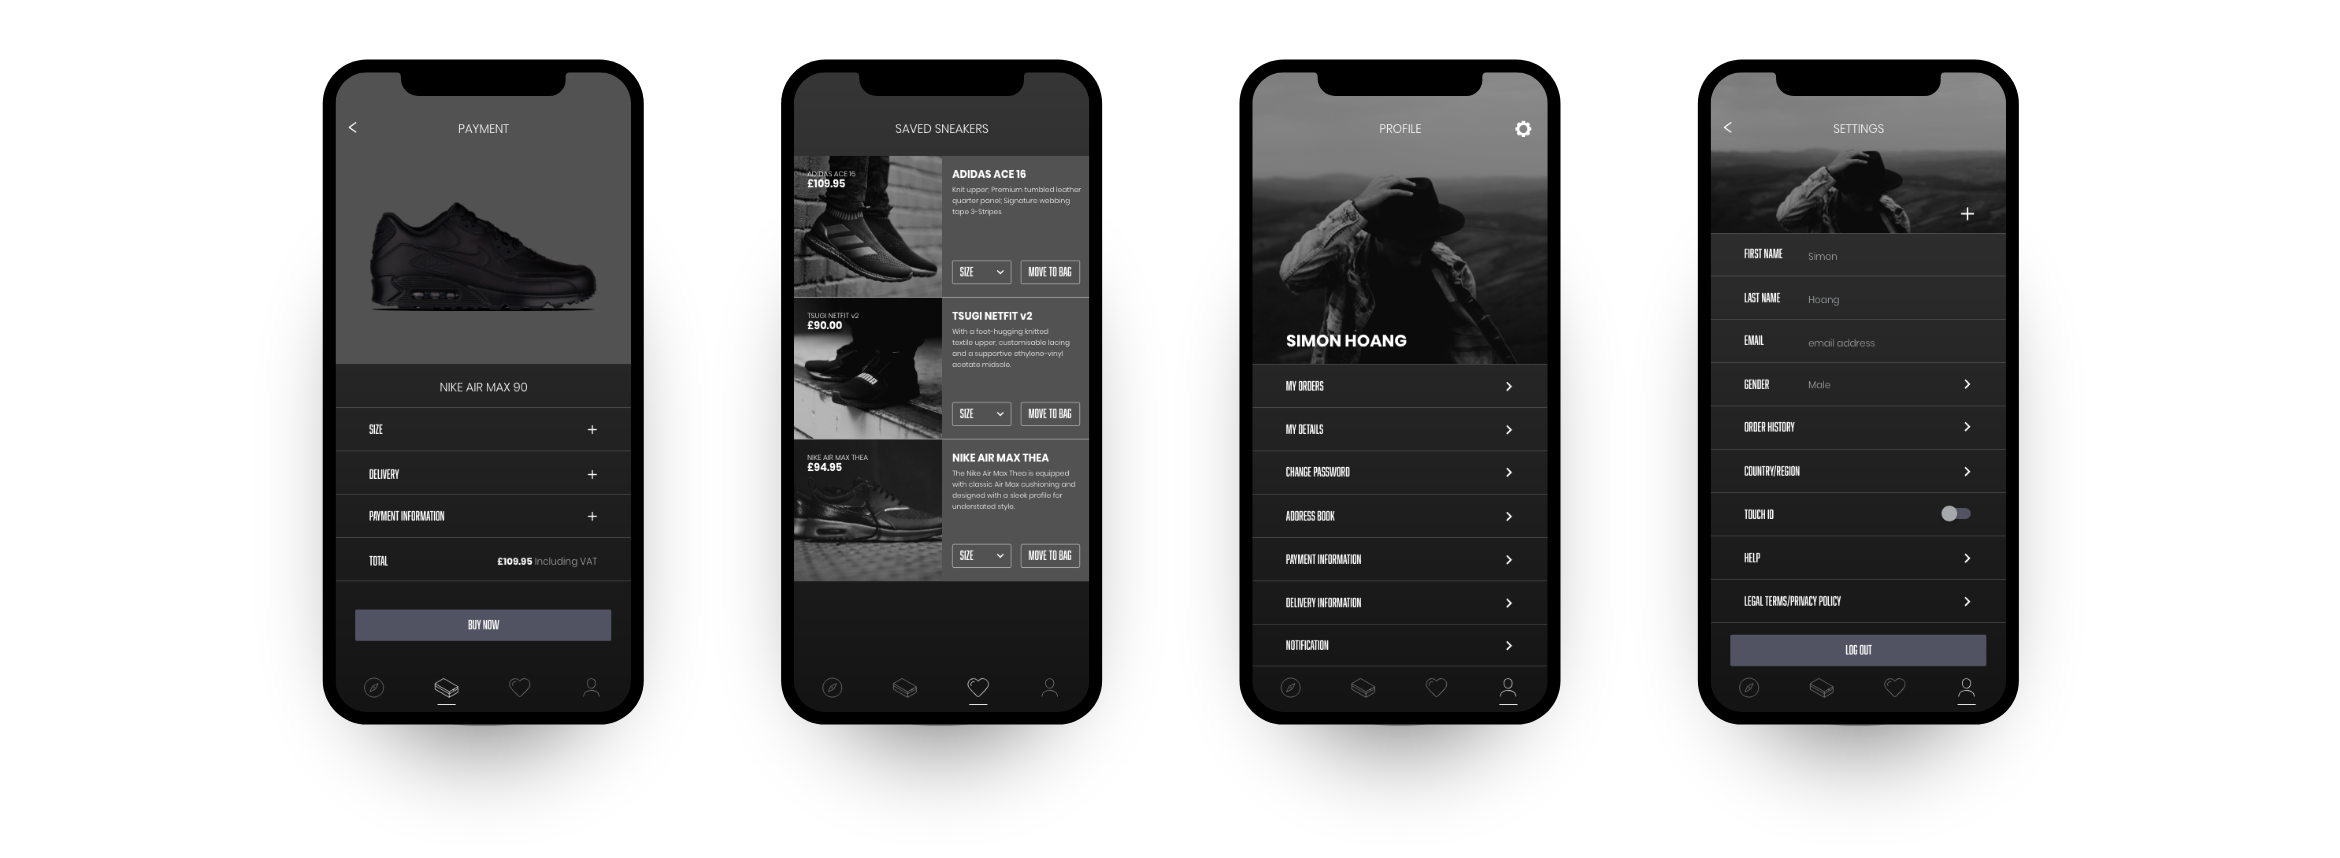 PAYMENT
NIKE AIR MAX 90
SIZE
DELIVERY
PAYMENT INFORMATION
TOTAL £109.95 Including VAT
BUY NOW
SAVED SNEAKERS
ADIDAS ACE 16
£109.95
ADIDAS ACE 16
Knit upper; Premium tumbled leather
quarter panel; Signature webbing
tape 3-Stripes
SIZE MOVE TO BAG
TSUGI NETFIT v2
£90.00
TSUGI NETFIT v2
With a foot-hugging knitted
textile upper, customisable lacing
and a supportive ethylene-vinyl
acetate midsole.
SIZE MOVE TO BAG
NIKE AIR MAX THEA
£94.95
NIKE AIR MAX THEA
The Nike Air Max Thea is equipped
with classic Air Max cushioning and
designed with a sleek profile for
understated style.
SIZE MOVE TO BAG
PROFILE
SIMON HOANG
MY ORDERS
MY DETAILS
CHANGE PASSWORD
ADDRESS BOOK
PAYMENT INFORMATION
DELIVERY INFORMATION
NOTIFICATION
SETTINGS
FIRST NAME Simon
LAST NAME Hoang
EMAIL email address
GENDER Male
ORDER HISTORY
COUNTRY/REGION
TOUCH ID
HELP
LEGAL TERMS/PRIVACY POLICY
LOG OUT